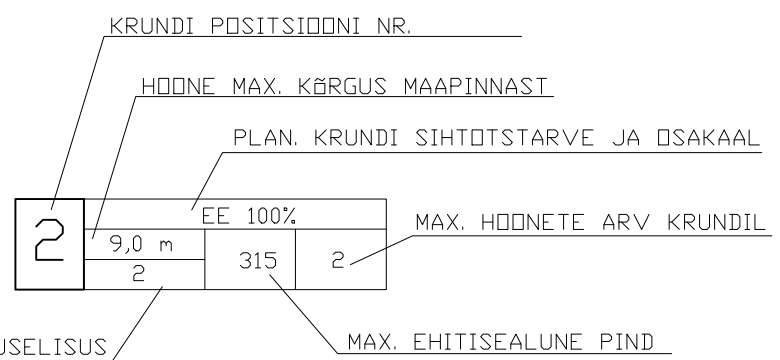 KRUNDI POSITSIOONI NR.
HOONE MAX. KÕRGUS MAAPINNAST
PLAN. KRUNDI SIHTOTSTARVE JA OSAKAAL
2
EE 100%
9,0 m
2
315
2
MAX. HOONETE ARV KRUNDIL
USELISUS
MAX. EHITISEALUNE PIND